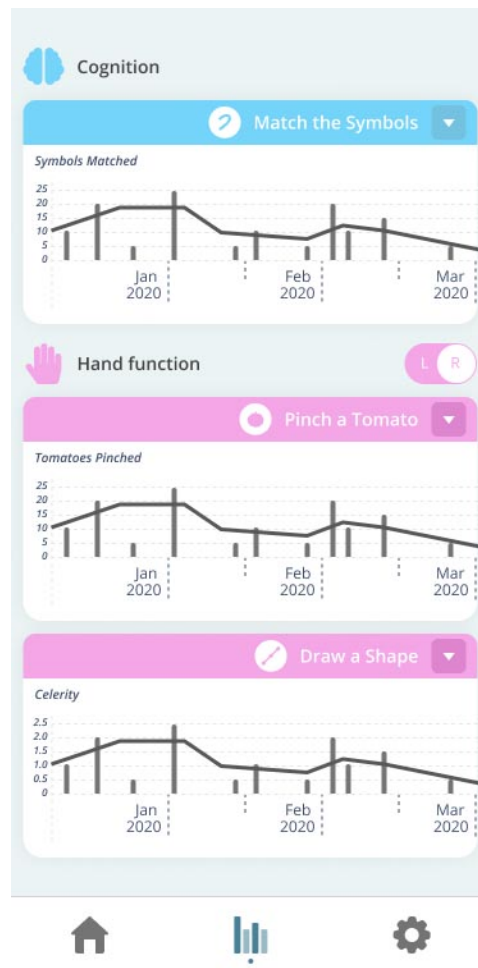 Cognition
Match the Symbols
Symbols Matched
25
20
15
10
5
0
Jan 2020
Feb 2020
Mar 2020
Hand function
L R
Pinch a Tomato
Tomatoes Pinched
25
20
15
10
5
0
Jan 2020
Feb 2020
Mar 2020
Draw a Shape
Celerity
2.5
2.0
1.5
1.0
0.5
0
Jan 2020
Feb 2020
Mar 2020